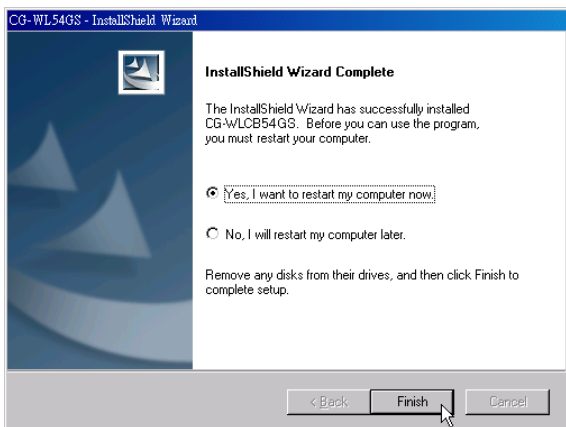 CG-WL54GS - InstallShield Wizard
InstallShield Wizard Complete
The InstallShield Wizard has successfully installed
CG-WLCB54GS. Before you can use the program,
you must restart your computer.
Yes, I want to restart my computer now.
No, I will restart my computer later.
Remove any disks from their drives, and then click Finish to
complete setup.
< Back
Finish
Cancel